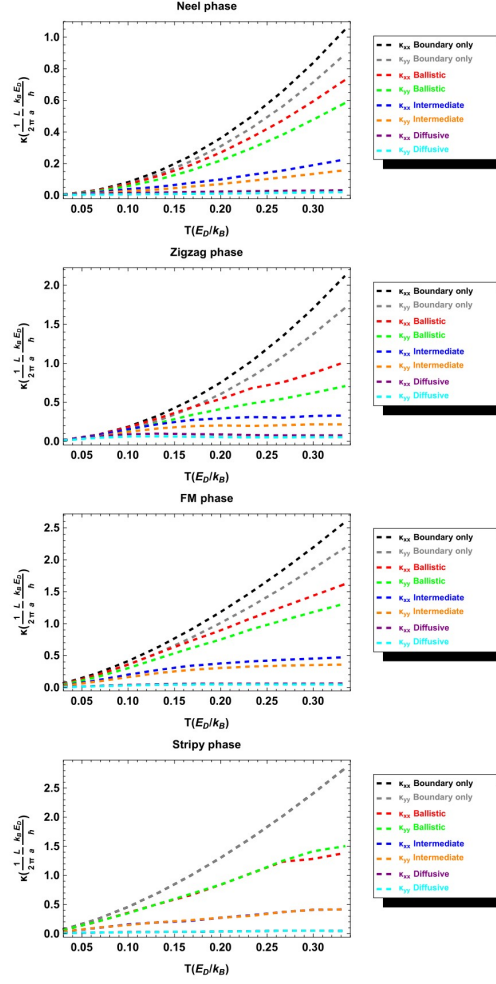 Neel phase
1.0
0.8
0.6
0.4
0.2
0.0
0.05 0.10 0.15 0.20 0.25 0.30
κ(1/2π L/a k_B E_D/ħ)
T(E_D/k_B)
κxx Boundary only
κyy Boundary only
κxx Ballistic
κyy Ballistic
κxx Intermediate
κyy Intermediate
κxx Diffusive
κyy Diffusive
Zigzag phase
2.0
1.5
1.0
0.5
0.0
0.05 0.10 0.15 0.20 0.25 0.30
κ(1/2π L/a k_B E_D/ħ)
T(E_D/k_B)
κxx Boundary only
κyy Boundary only
κxx Ballistic
κyy Ballistic
κxx Intermediate
κyy Intermediate
κxx Diffusive
κyy Diffusive
FM phase
2.5
2.0
1.5
1.0
0.5
0.0
0.05 0.10 0.15 0.20 0.25 0.30
κ(1/2π L/a k_B E_D/ħ)
T(E_D/k_B)
κxx Boundary only
κyy Boundary only
κxx Ballistic
κyy Ballistic
κxx Intermediate
κyy Intermediate
κxx Diffusive
κyy Diffusive
Stripy phase
2.5
2.0
1.5
1.0
0.5
0.0
0.05 0.10 0.15 0.20 0.25 0.30
κ(1/2π L/a k_B E_D/ħ)
T(E_D/k_B)
κxx Boundary only
κyy Boundary only
κxx Ballistic
κyy Ballistic
κxx Intermediate
κyy Intermediate
κxx Diffusive
κyy Diffusive